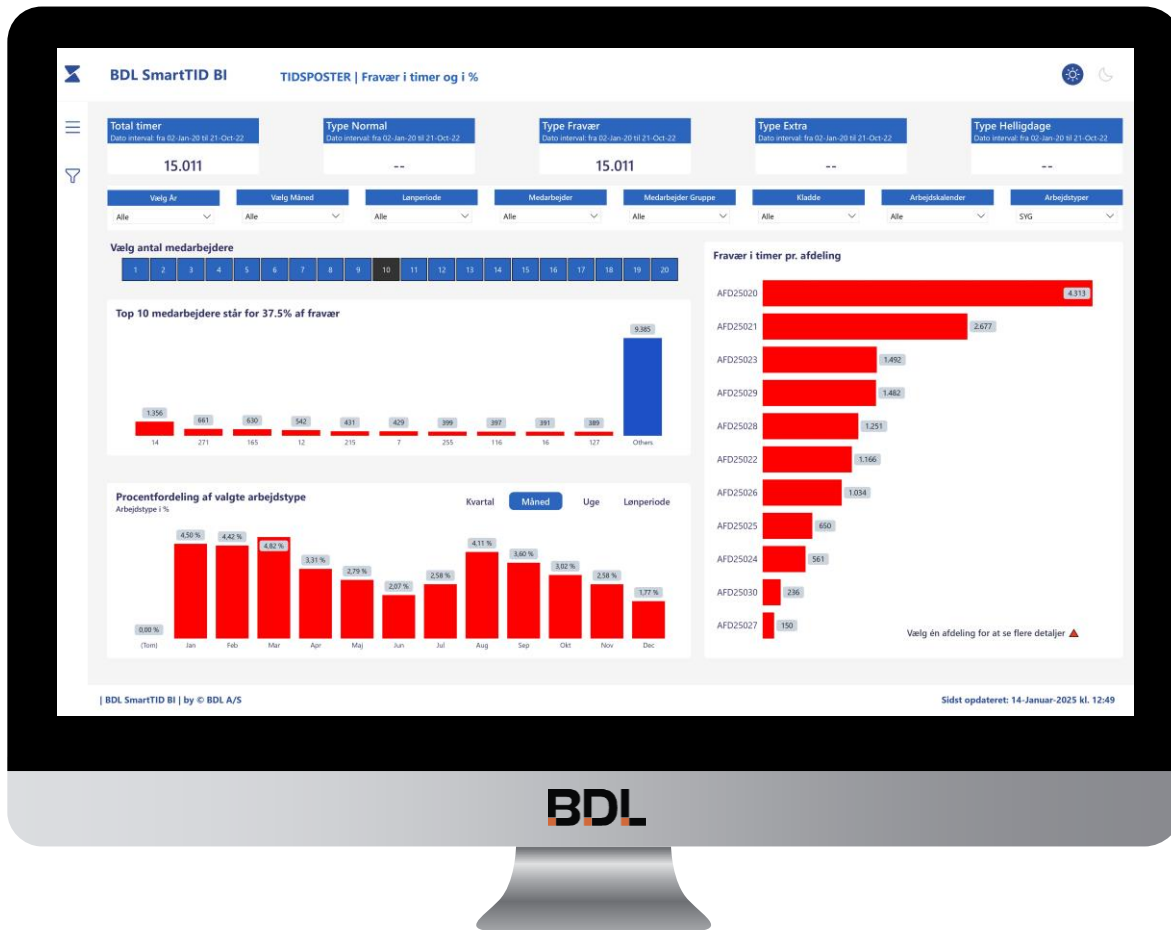 BDL SmartTID BI
TIDSPOSTER | Fravær i timer og i %
Total timer
Dato interval: fra 02-Jan-20 til 21-Oct-22
15.011
Type Normal
Dato interval: fra 02-Jan-20 til 21-Oct-22
--
Type Fravær
Dato interval: fra 02-Jan-20 til 21-Oct-22
15.011
Type Extra
Dato interval: fra 02-Jan-20 til 21-Oct-22
--
Type Helligdage
Dato interval: fra 02-Jan-20 til 21-Oct-22
--
Vælg År
Alle
Vælg Måned
Alle
Lønperiode
Alle
Medarbejder
Alle
Medarbejder Gruppe
Alle
Kladde
Alle
Arbejdskalender
Alle
Arbejdstyper
SYG
Vælg antal medarbejdere
1 2 3 4 5 6 7 8 9 10 11 12 13 14 15 16 17 18 19 20
Top 10 medarbejdere står for 37.5% af fravær
1.356 661 630 542 431 429 399 397 391 389 9.385
14 271 165 12 215 7 255 116 16 127 Others
Procentfordeling af valgte arbejdstype
Arbejdstype i %
Kvartal Måned Uge Lønperiode
0,00 % 4,50 % 4,42 % 4,82 % 3,31 % 2,79 % 2,07 % 2,58 % 4,11 % 3,60 % 3,02 % 2,58 % 1,77 %
(Tom) Jan Feb Mar Apr Maj Jun Jul Aug Sep Okt Nov Dec
Fravær i timer pr. afdeling
AFD25020 4.313
AFD25021 2.677
AFD25023 1.492
AFD25029 1.482
AFD25028 1.251
AFD25022 1.166
AFD25026 1.034
AFD25025 650
AFD25024 561
AFD25030 236
AFD25027 150
Vælg én afdeling for at se flere detaljer
| BDL SmartTID BI | by © BDL A/S
Sidst opdateret: 14-Januar-2025 kl. 12:49
BDL